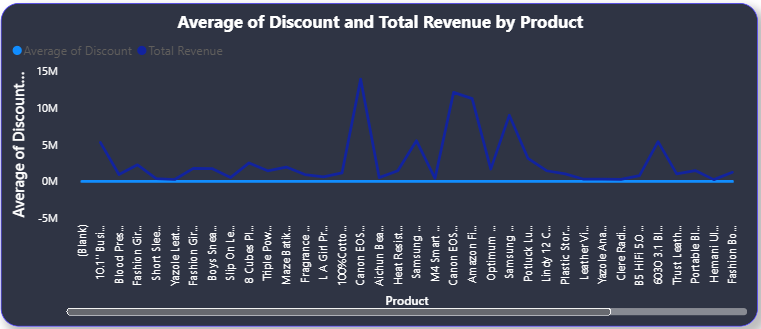 Average of Discount and Total Revenue by Product
Average of Discount Total Revenue
Average of Discount...
15M
10M
5M
0M
-5M
(Blank)
10.1'' Busi...
Blood Pres...
Fashion Gir...
Short Slee...
Yazole Leat...
Fashion Gir...
Boys Snea...
Slip On Le...
8 Cubes Pl...
Triple Pow...
Maze Batik...
Fragrance ...
L A Girl Pr...
100%Cotto...
Aichun Bea...
Heat Resist...
Samsung ...
M4 Smart ...
Canon EOS...
Canon EOS...
Amazon Fi...
Optimum ...
Samsung ...
Potluck Lu...
Lindy 12 C...
Plastic Stor...
Leather Vi...
Yazole Ana...
Clere Radi...
B5 HiFi 5.0 ...
6030 3.1 Bl...
Trust Leath...
Portable Bl...
Hemani Ul...
Fashion Bo...
Product